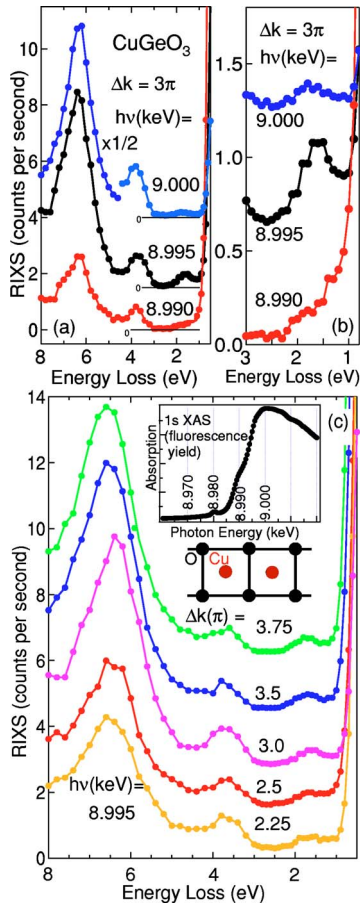 CuGeO3
Δk = 3π
hν(keV)=
x1/2
9.000
0
8.995
0
8.990
0
(a)
10
8
6
4
2
0
RIXS (counts per second)
8 6 4 2
Energy Loss (eV)
(b)
Δk = 3π
hν(keV)=
9.000
8.995
8.990
1.5
1.0
0.5
0.0
3 2 1
Energy Loss (eV)
(c)
1s XAS
(fluorescence
yield)
Absorption
8.970
8.980
8.990
9.000
Photon Energy (keV)
O
Cu
Δk(π) =
3.75
3.5
3.0
2.5
2.25
hν(keV)=
8.995
14
12
10
8
6
4
2
0
RIXS (counts per second)
8 6 4 2
Energy Loss (eV)